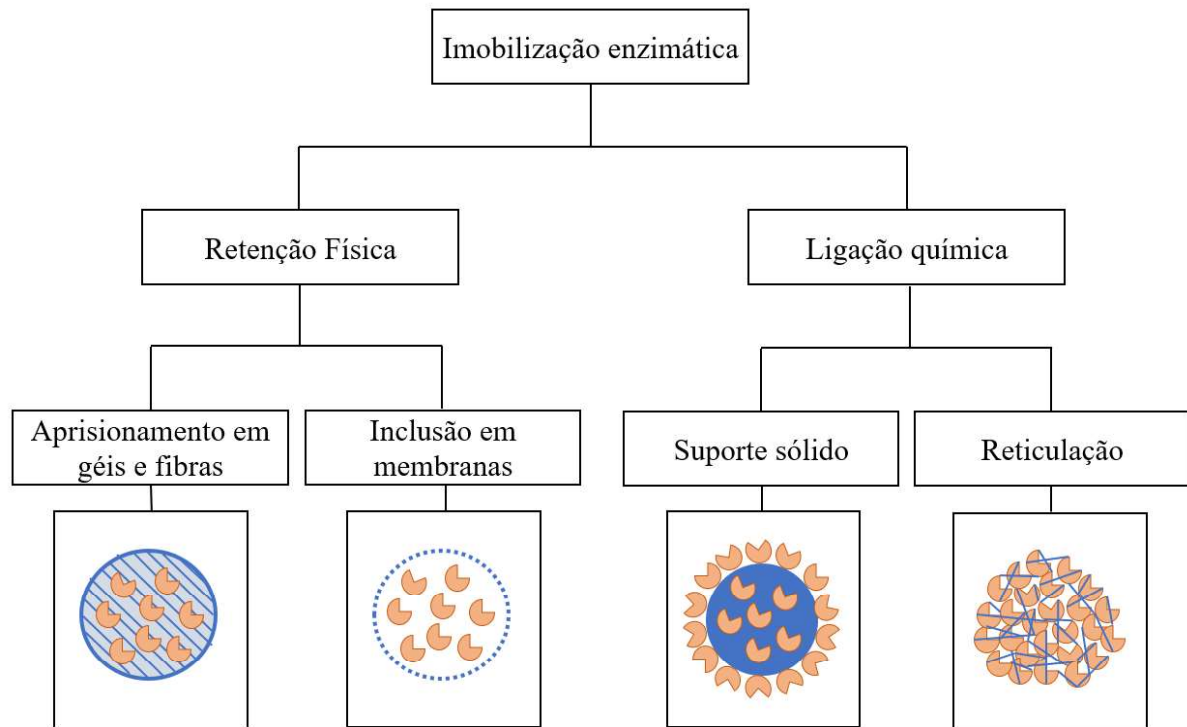 Imobilização enzimática
Retenção Física
Ligação química
Aprisionamento em
géis e fibras
Inclusão em
membranas
Suporte sólido
Reticulação